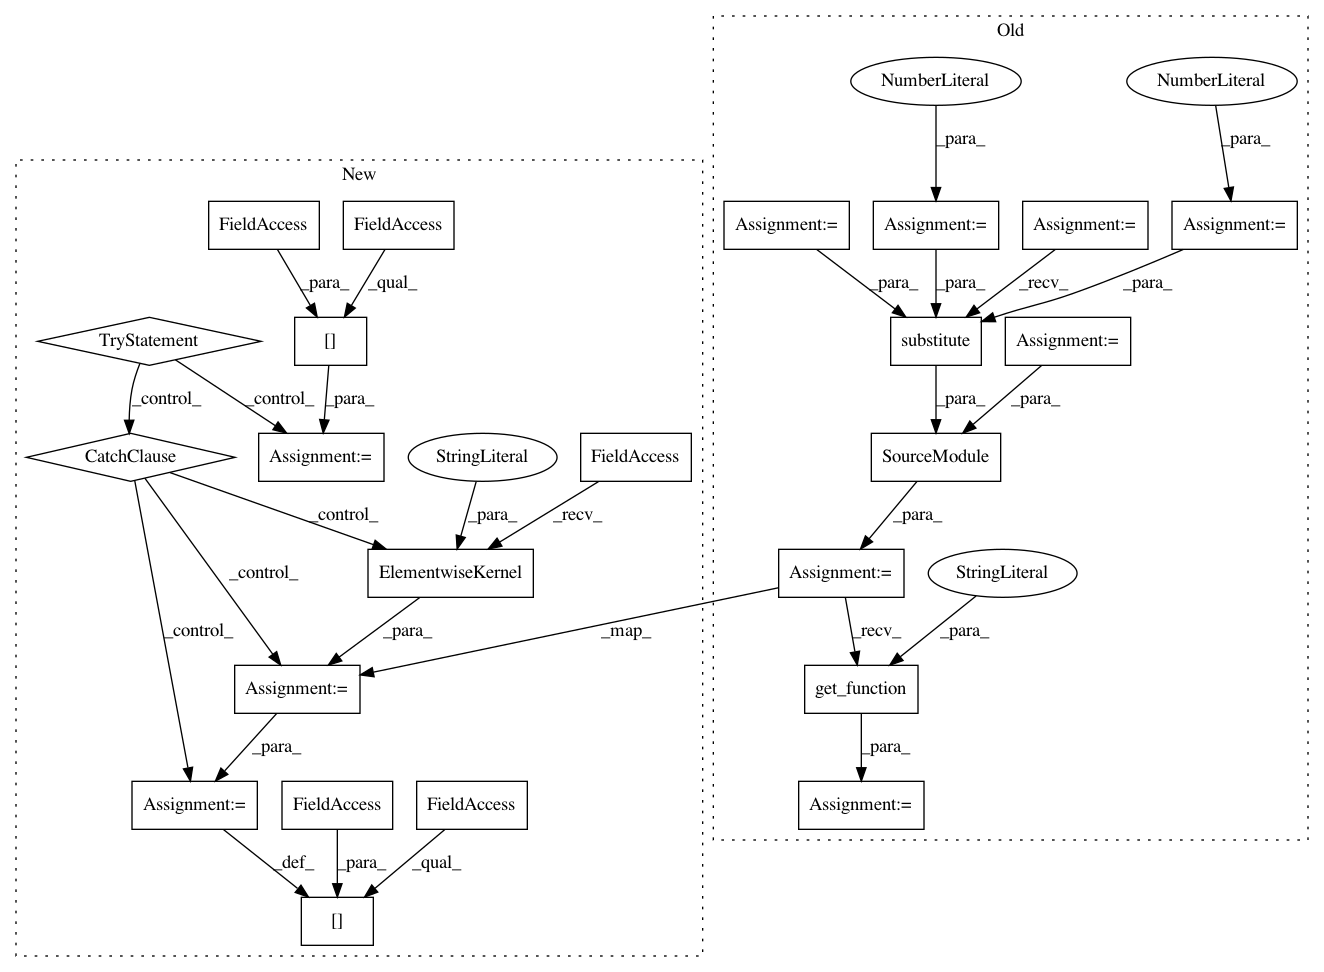 Old
NumberLiteral
NumberLiteral
_para_
_para_
New
FieldAccess
FieldAccess
Assignment:=
Assignment:=
Assignment:=
Assignment:=
_para_
_qual_
_para_
_para_
_recv_
_para_
TryStatement
[]
substitute
Assignment:=
_control_
_control_
_para_
_para_
_para_
CatchClause
Assignment:=
StringLiteral
FieldAccess
SourceModule
_control_
_para_
_recv_
_para_
ElementwiseKernel
Assignment:=
StringLiteral
_control_
_control_
_para_
_map_
_recv_
_para_
Assignment:=
get_function
_para_
_para_
Assignment:=
FieldAccess
FieldAccess
Assignment:=
_def_
_para_
_qual_
[]